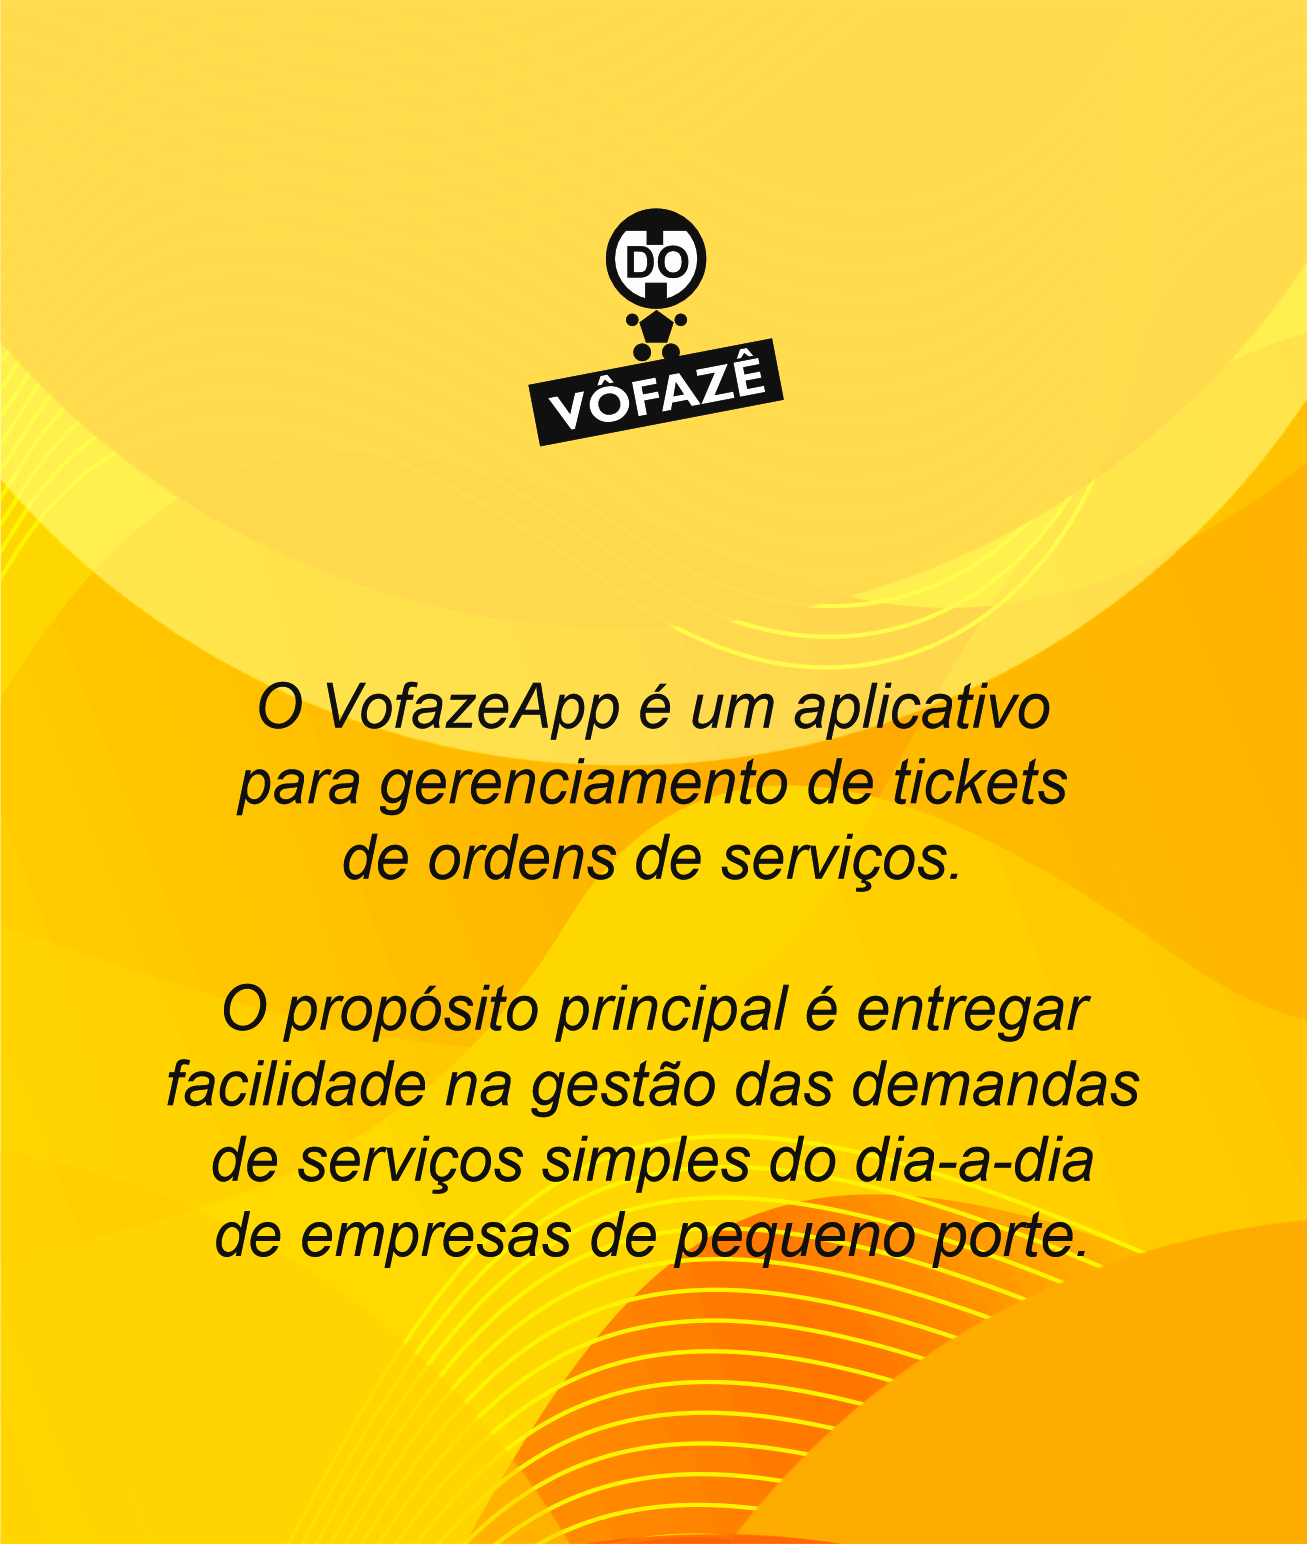 DO
VÔFAZÊ
O VofazeApp é um aplicativo
para gerenciamento de tickets
de ordens de serviços.
O propósito principal é entregar
facilidade na gestão das demandas
de serviços simples do dia-a-dia
de empresas de pequeno porte.